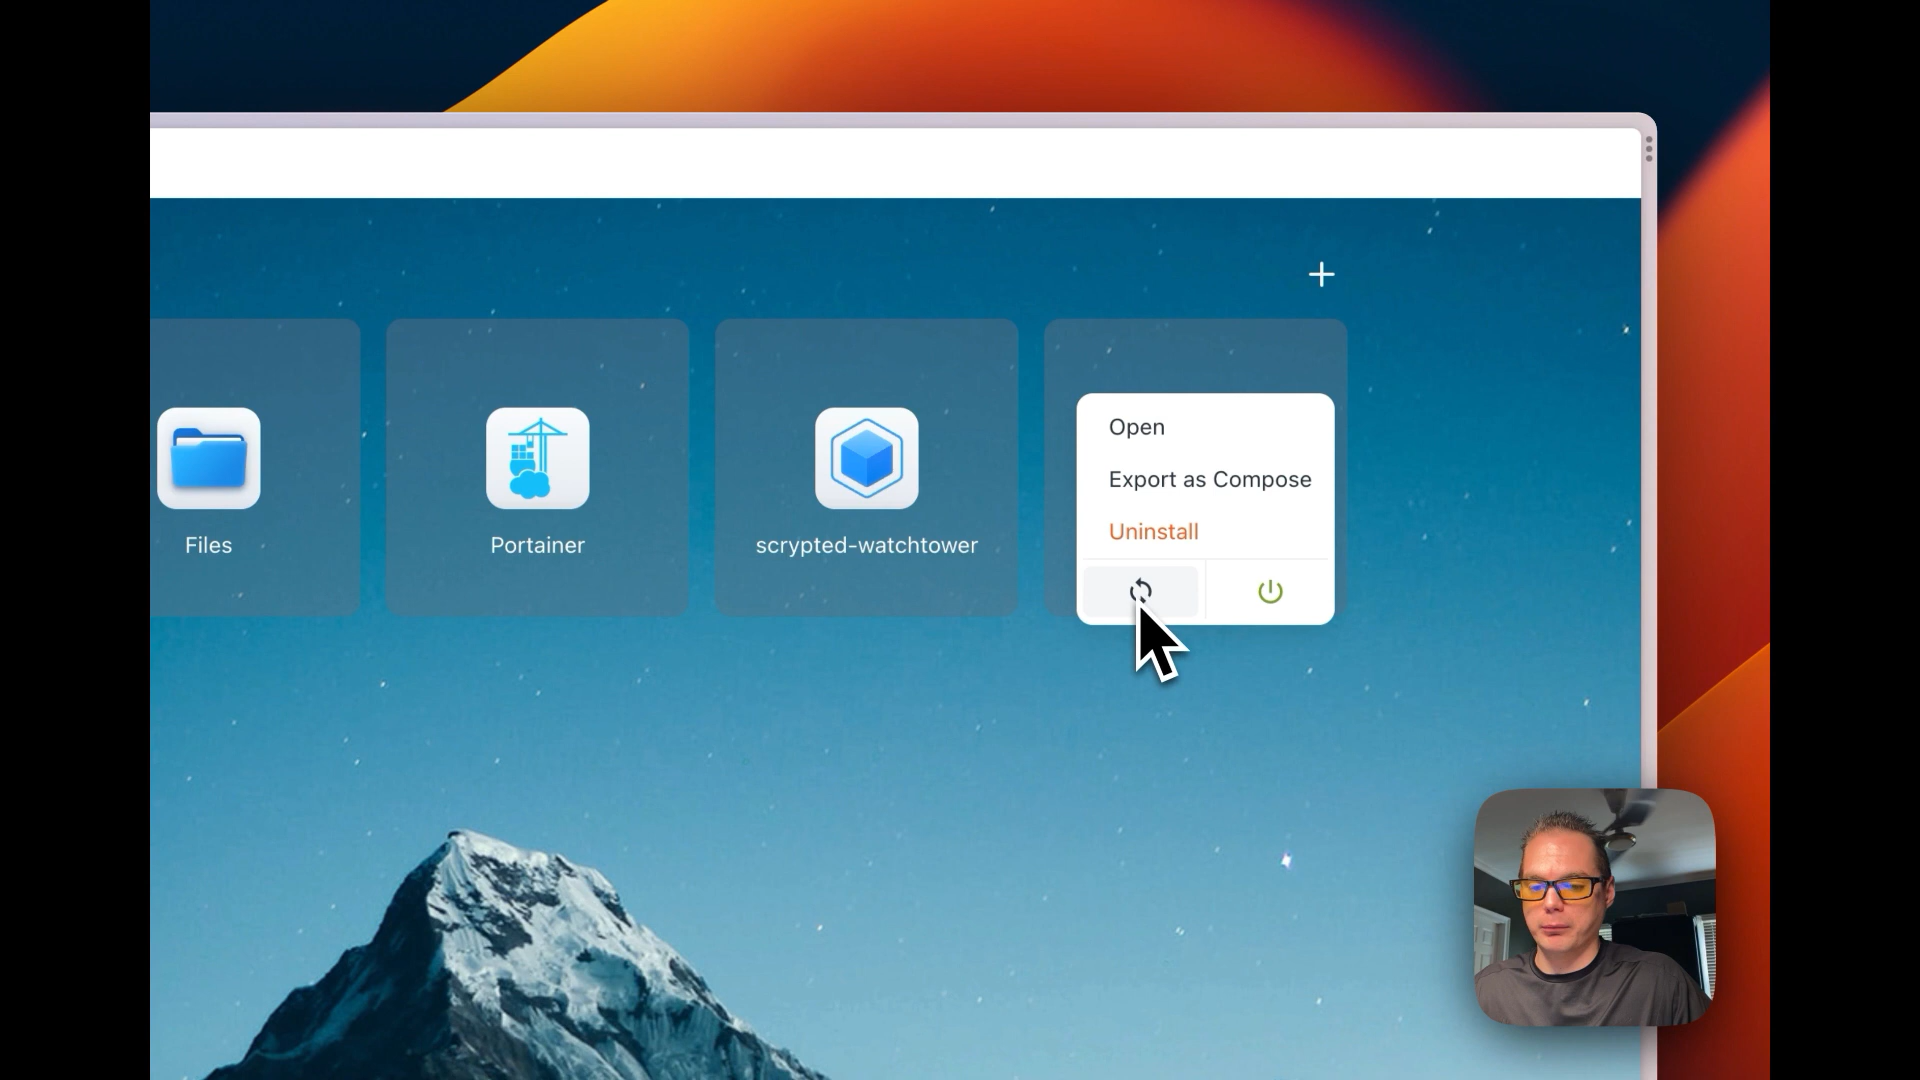 Open
Export as Compose
Uninstall
Files
Portainer
scrypted-watchtower